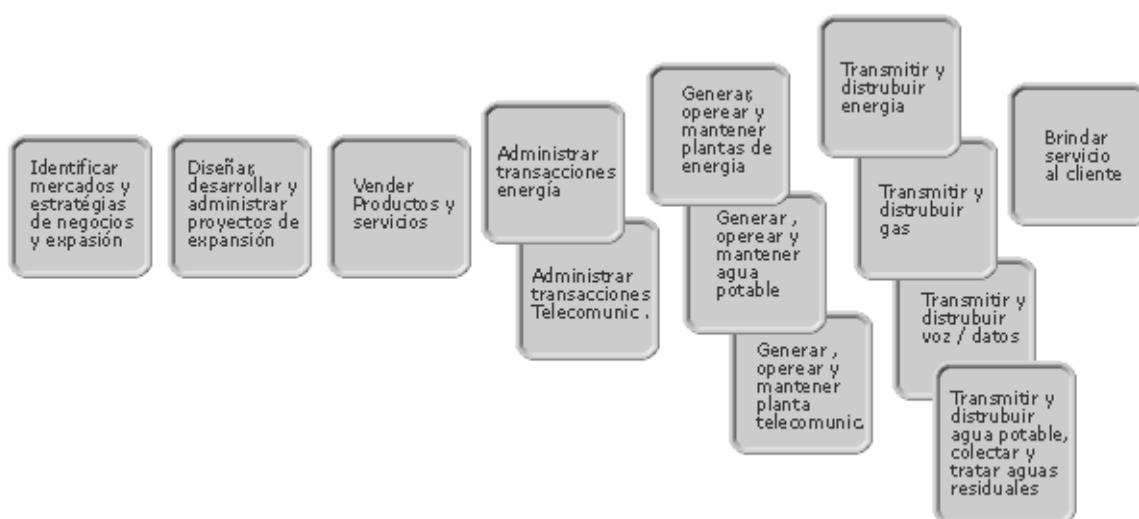 Identificar
mercados y
estratégias
de negocios
y expasión
Diseñar,
desarrollar y
administrar
proyectos de
expansión
Vender
Productos y
servicios
Administrar
transacciones
energía
Administrar
transacciones
Telecomunic .
Generar,
operear y
mantener
plantas de
energia
Generar ,
operear y
mantener
agua
potable
Generar ,
operear y
mantener
planta
telecomunic.
Transmitir y
distrubuir
energia
Transmitir y
distrubuir
gas
Transmitir y
distrubuir
voz / datos
Transmitir y
distrubuir
agua potable,
colectar y
tratar aguas
residuales
Brindar
servicio
al cliente